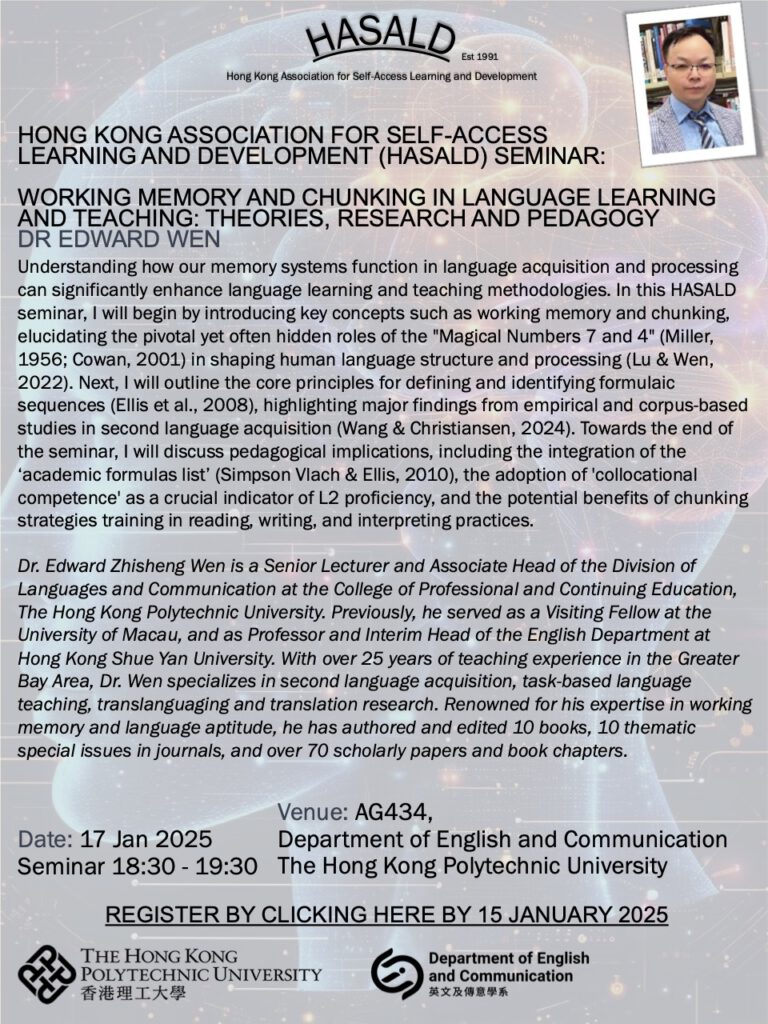 HASALD
Est 1991
Hong Kong Association for Self-Access Learning and Development
HONG KONG ASSOCIATION FOR SELF-ACCESS
LEARNING AND DEVELOPMENT (HASALD) SEMINAR:
WORKING MEMORY AND CHUNKING IN LANGUAGE LEARNING
AND TEACHING: THEORIES, RESEARCH AND PEDAGOGY
DR EDWARD WEN
Understanding how our memory systems function in language acquisition and processing
can significantly enhance language learning and teaching methodologies. In this HASALD
seminar, I will begin by introducing key concepts such as working memory and chunking,
elucidating the pivotal yet often hidden roles of the "Magical Numbers 7 and 4" (Miller,
1956; Cowan, 2001) in shaping human language structure and processing (Lu & Wen,
2022). Next, I will outline the core principles for defining and identifying formulaic
sequences (Ellis et al., 2008), highlighting major findings from empirical and corpus-based
studies in second language acquisition (Wang & Christiansen, 2024). Towards the end of
the seminar, I will discuss pedagogical implications, including the integration of the
‘academic formulas list’ (Simpson Vlach & Ellis, 2010), the adoption of 'collocational
competence' as a crucial indicator of L2 proficiency, and the potential benefits of chunking
strategies training in reading, writing, and interpreting practices.
Dr. Edward Zhisheng Wen is a Senior Lecturer and Associate Head of the Division of
Languages and Communication at the College of Professional and Continuing Education,
The Hong Kong Polytechnic University. Previously, he served as a Visiting Fellow at the
University of Macau, and as Professor and Interim Head of the English Department at
Hong Kong Shue Yan University. With over 25 years of teaching experience in the Greater
Bay Area, Dr. Wen specializes in second language acquisition, task-based language
teaching, translanguaging and translation research. Renowned for his expertise in working
memory and language aptitude, he has authored and edited 10 books, 10 thematic
special issues in journals, and over 70 scholarly papers and book chapters.
Date: 17 Jan 2025
Seminar 18:30 - 19:30
Venue: AG434,
Department of English and Communication
The Hong Kong Polytechnic University
REGISTER BY CLICKING HERE BY 15 JANUARY 2025
THE HONG KONG
POLYTECHNIC UNIVERSITY
香港理工大學
Department of English
and Communication
英文及傳意學系